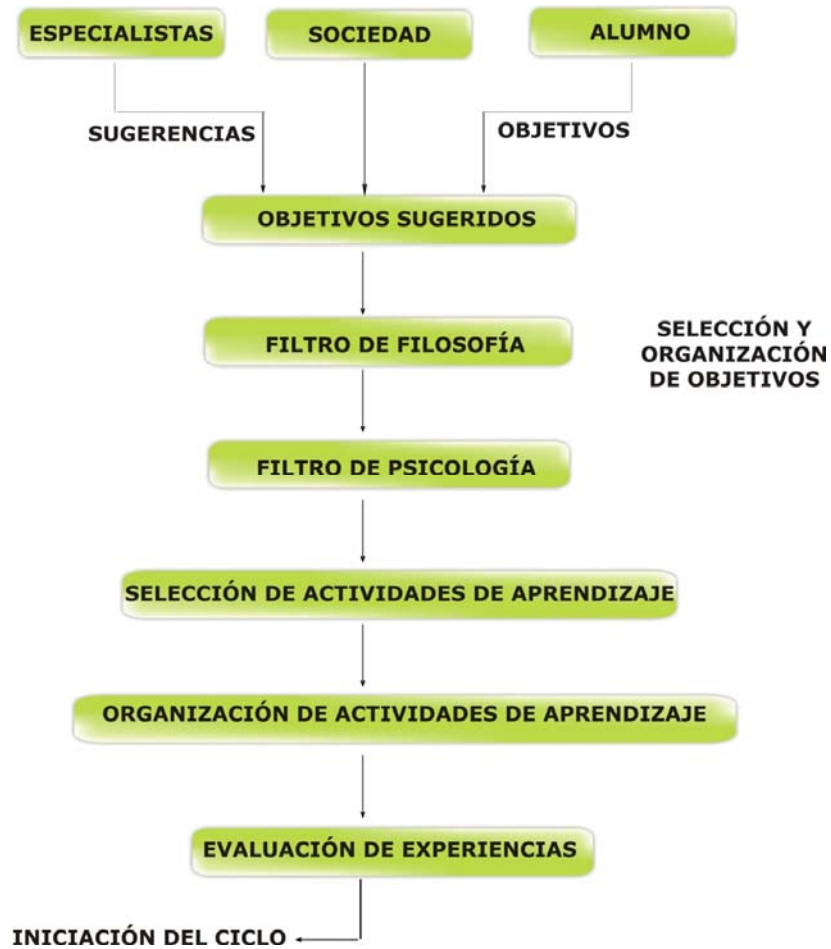 ESPECIALISTAS
SOCIEDAD
ALUMNO
SUGERENCIAS
OBJETIVOS
OBJETIVOS SUGERIDOS
FILTRO DE FILOSOFÍA
SELECCIÓN Y
ORGANIZACIÓN
DE OBJETIVOS
FILTRO DE PSICOLOGÍA
SELECCIÓN DE ACTIVIDADES DE APRENDIZAJE
ORGANIZACIÓN DE ACTIVIDADES DE APRENDIZAJE
EVALUACIÓN DE EXPERIENCIAS
INICIACIÓN DEL CICLO